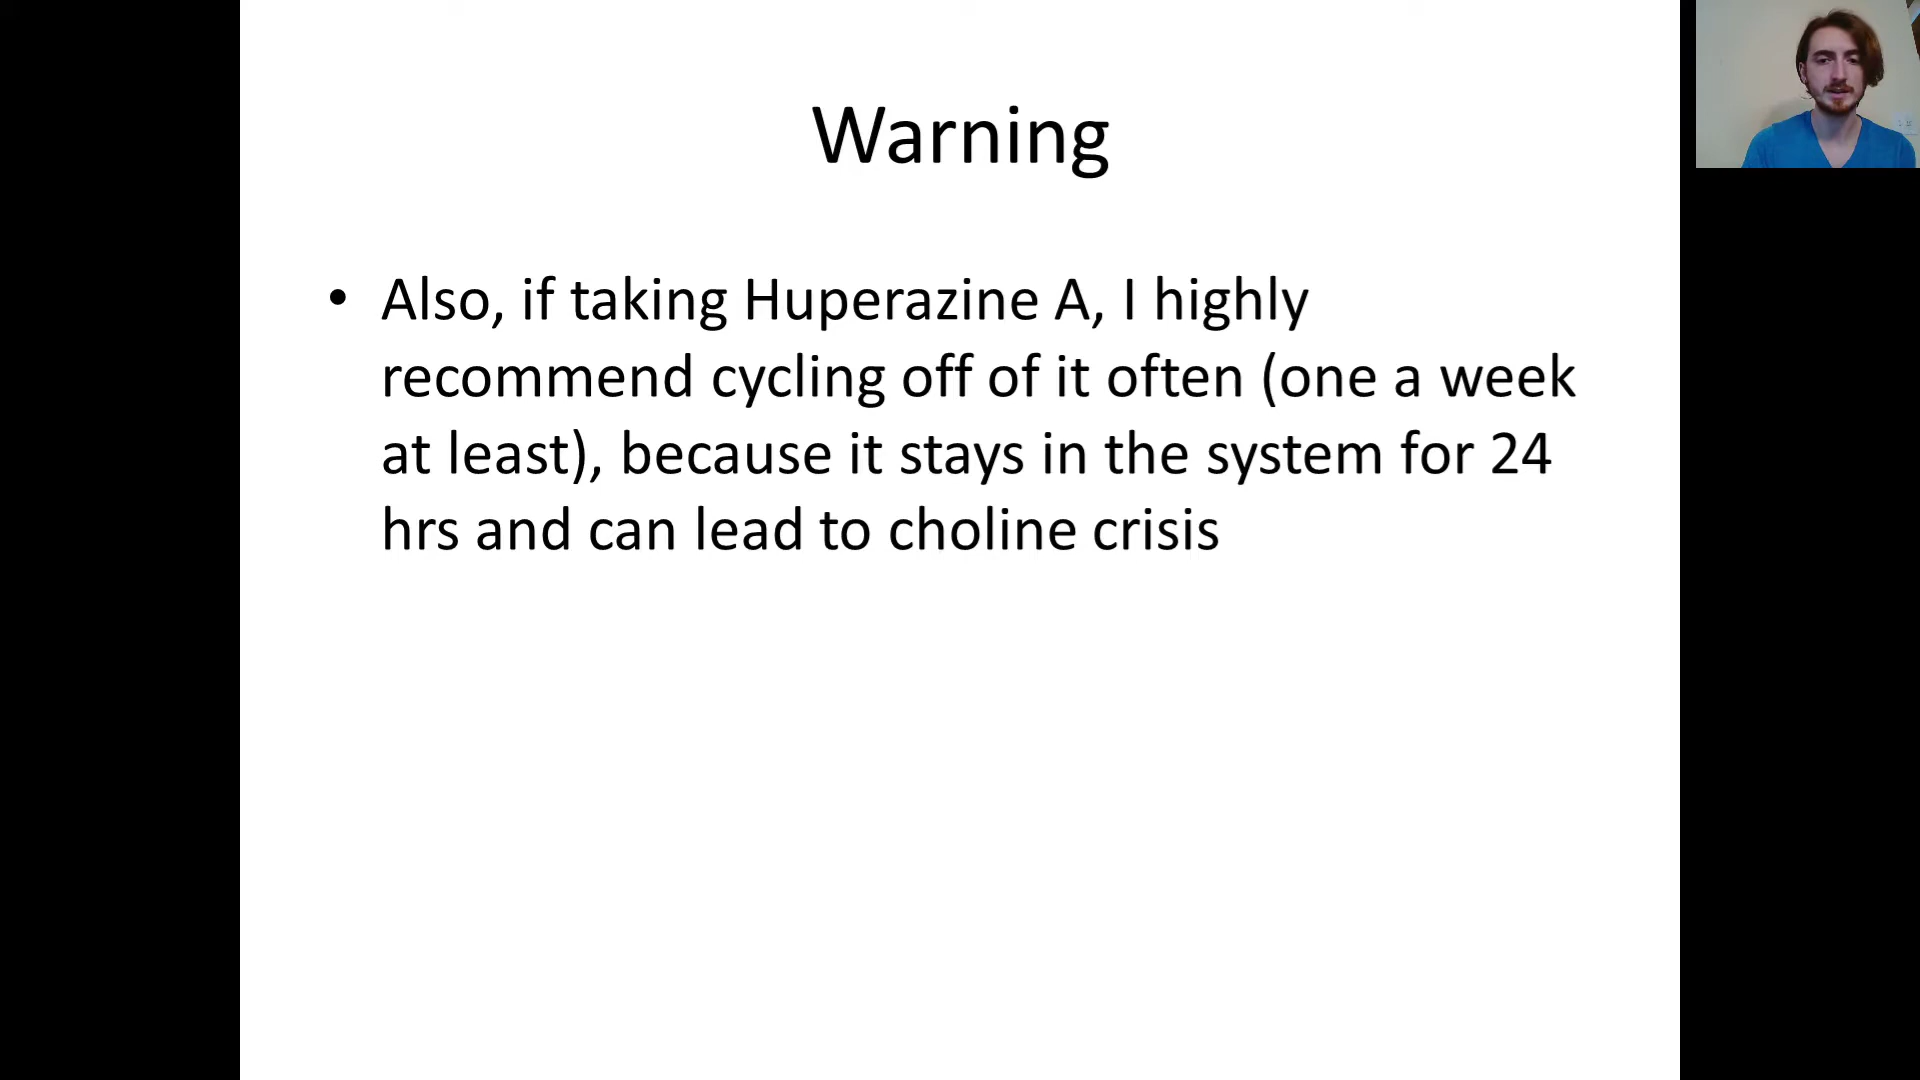 Warning
• Also, if taking Huperazine A, I highly
recommend cycling off of it often (one a week
at least), because it stays in the system for 24
hrs and can lead to choline crisis